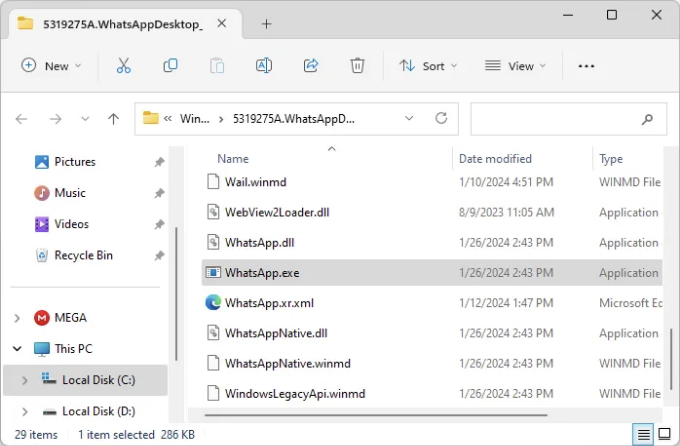 5319275A.WhatsAppDesktop_
New Sort View
Win... 5319275A.WhatsAppD...
Name Date modified Type
Pictures
Music
Videos
Recycle Bin
MEGA
This PC
Local Disk (C:)
Local Disk (D:)
Wail.winmd 1/10/2024 4:51 PM WINMD File
WebView2Loader.dll 8/9/2023 11:05 AM Application
WhatsApp.dll 1/26/2024 2:43 PM Application
WhatsApp.exe 1/26/2024 2:43 PM Application
WhatsApp.xr.xml 1/12/2024 1:47 PM Microsoft Ed
WhatsAppNative.dll 1/26/2024 2:43 PM Application
WhatsAppNative.winmd 1/26/2024 2:43 PM WINMD File
WindowsLegacyApi.winmd 1/26/2024 2:43 PM WINMD File
29 items 1 item selected 286 KB